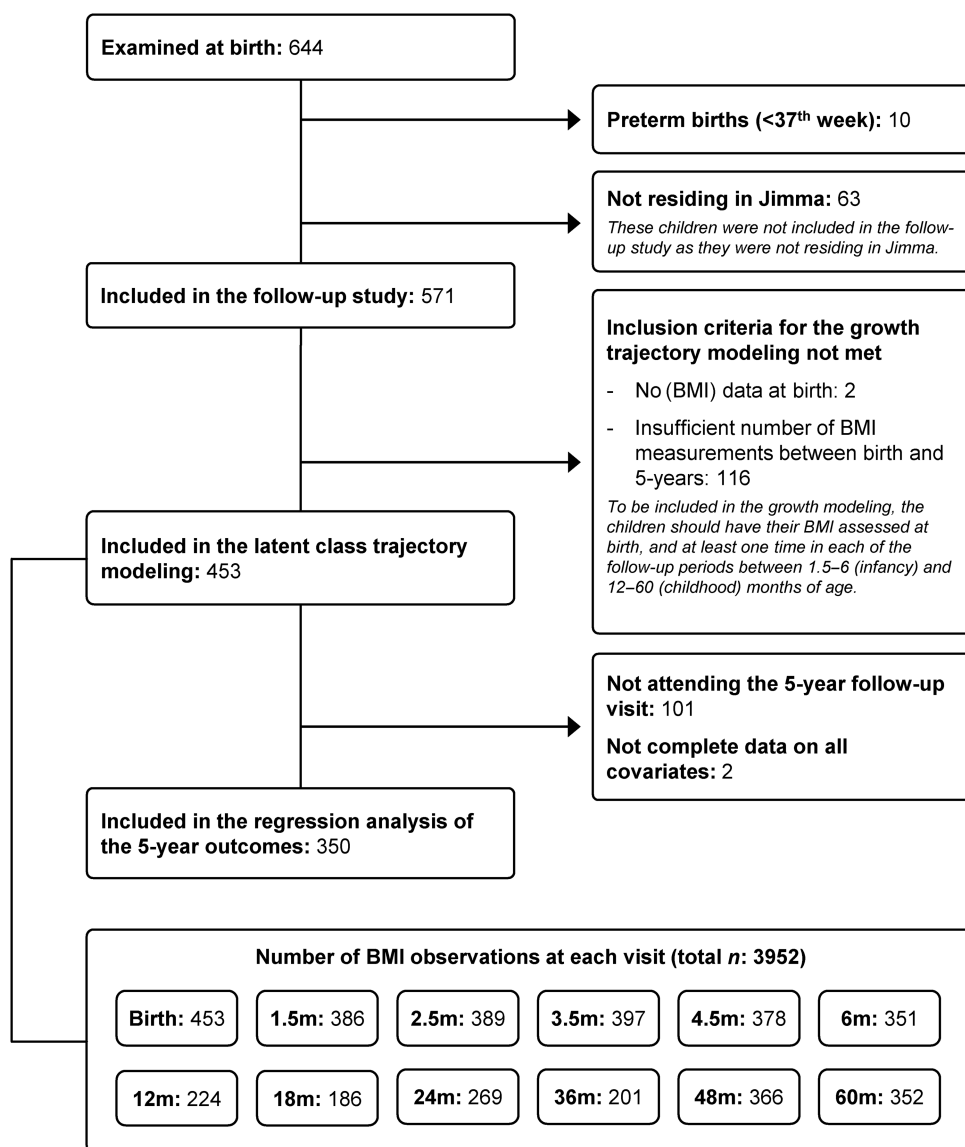 Examined at birth: 644
Preterm births (<37th week): 10
Not residing in Jimma: 63
These children were not included in the follow-
up study as they were not residing in Jimma.
Included in the follow-up study: 571
Inclusion criteria for the growth
trajectory modeling not met
- No (BMI) data at birth: 2
- Insufficient number of BMI
measurements between birth and
5-years: 116
To be included in the growth modeling, the
children should have their BMI assessed at
birth, and at least one time in each of the
follow-up periods between 1.5–6 (infancy) and
12–60 (childhood) months of age.
Included in the latent class trajectory
modeling: 453
Not attending the 5-year follow-up
visit: 101
Not complete data on all
covariates: 2
Included in the regression analysis of
the 5-year outcomes: 350
Number of BMI observations at each visit (total n: 3952)
Birth: 453 1.5m: 386 2.5m: 389 3.5m: 397 4.5m: 378 6m: 351
12m: 224 18m: 186 24m: 269 36m: 201 48m: 366 60m: 352